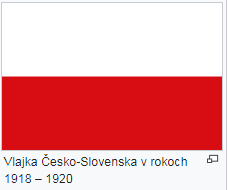 Vlajka Česko-Slovenska v rokoch
1918 – 1920